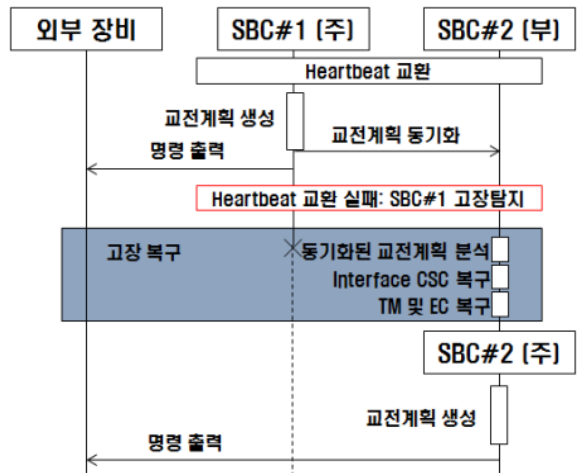 외부 장비
SBC#1 (주)
SBC#2 (부)
Heartbeat 교환
교전계획 생성
교전계획 동기화
명령 출력
Heartbeat 교환 실패: SBC#1 고장탐지
고장 복구
동기화된 교전계획 분석
Interface CSC 복구
TM 및 EC 복구
SBC#2 (주)
교전계획 생성
명령 출력